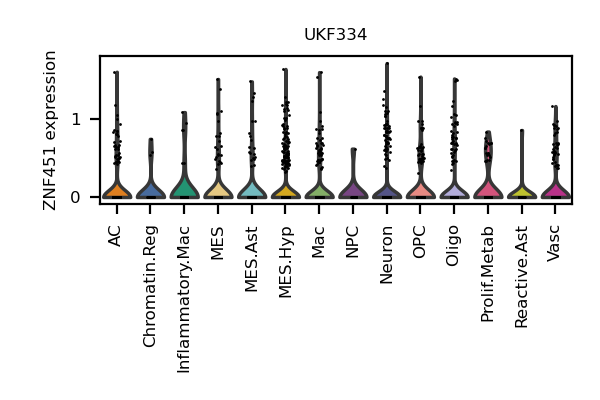 UKF334
ZNF451 expression
1
0
AC
Chromatin.Reg
Inflammatory.Mac
MES
MES.Ast
MES.Hyp
Mac
NPC
Neuron
OPC
Oligo
Prolif.Metab
Reactive.Ast
Vasc